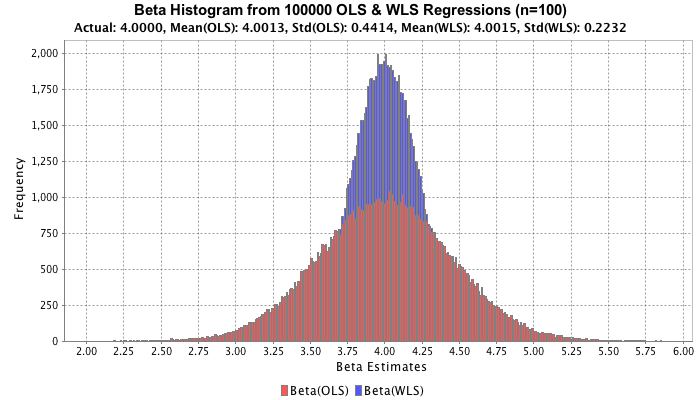 Beta Histogram from 100000 OLS & WLS Regressions (n=100)
Actual: 4.0000, Mean(OLS): 4.0013, Std(OLS): 0.4414, Mean(WLS): 4.0015, Std(WLS): 0.2232
2,000
1,750
1,500
1,250
1,000
750
500
250
0
Frequency
2.00 2.25 2.50 2.75 3.00 3.25 3.50 3.75 4.00 4.25 4.50 4.75 5.00 5.25 5.50 5.75 6.00
Beta Estimates
Beta(OLS) Beta(WLS)